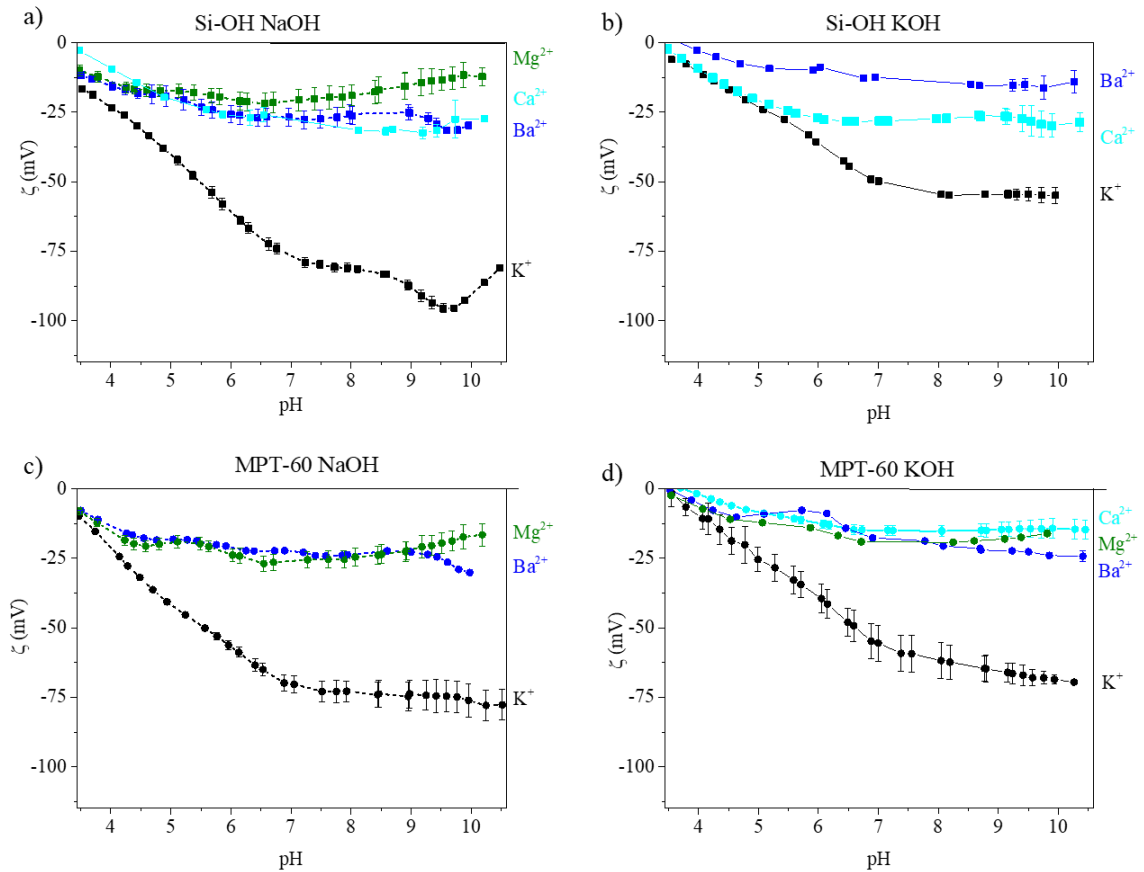 a)
Si-OH NaOH
0
-25
-50
-75
-100
ζ (mV)
4 5 6 7 8 9 10
pH
Mg²⁺
Ca²⁺
Ba²⁺
K⁺
b)
Si-OH KOH
0
-25
-50
-75
-100
ζ (mV)
4 5 6 7 8 9 10
pH
Ba²⁺
Ca²⁺
K⁺
c)
MPT-60 NaOH
0
-25
-50
-75
-100
ζ (mV)
4 5 6 7 8 9 10
pH
Mg²⁺
Ba²⁺
K⁺
d)
MPT-60 KOH
0
-25
-50
-75
-100
ζ (mV)
4 5 6 7 8 9 10
pH
Ca²⁺
Mg²⁺
Ba²⁺
K⁺